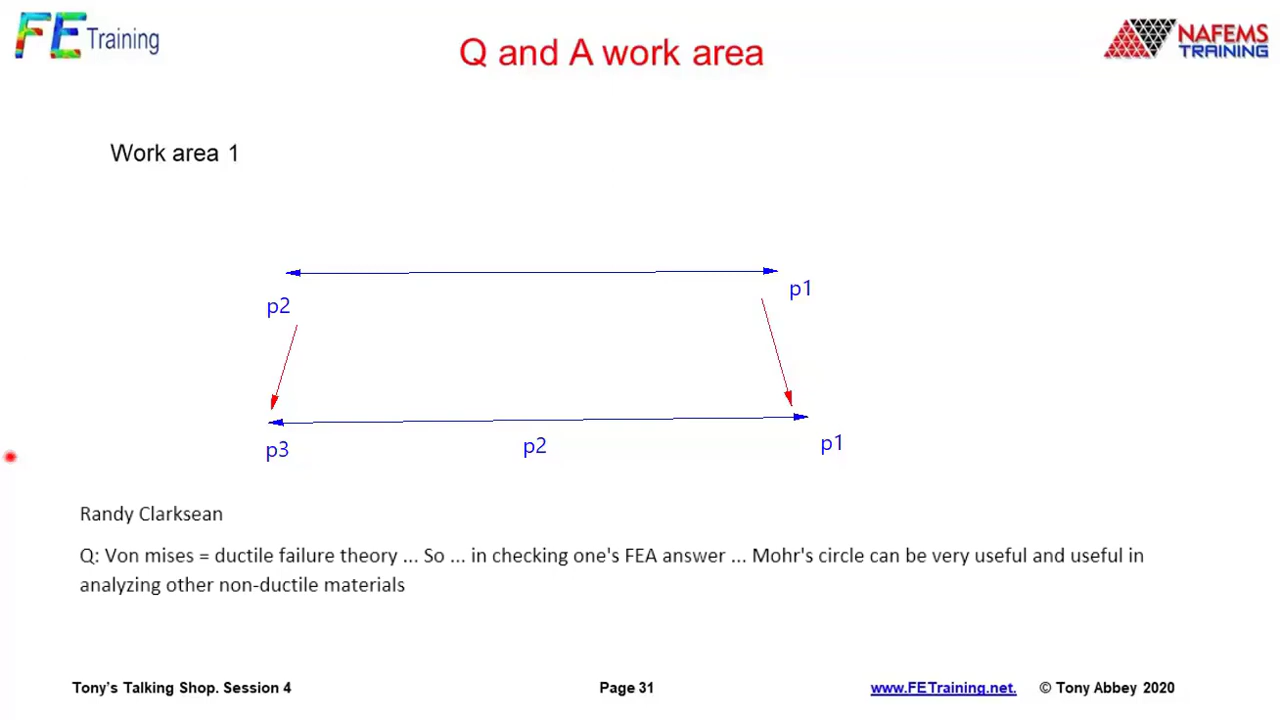 FE Training
Q and A work area
NAFEMS
TRAINING
Work area 1
p2
p1
p3
p2
p1
Randy Clarksean
Q: Von mises = ductile failure theory ... So ... in checking one's FEA answer ... Mohr's circle can be very useful and useful in
analyzing other non-ductile materials
Tony's Talking Shop. Session 4
Page 31
www.FETraining.net. © Tony Abbey 2020